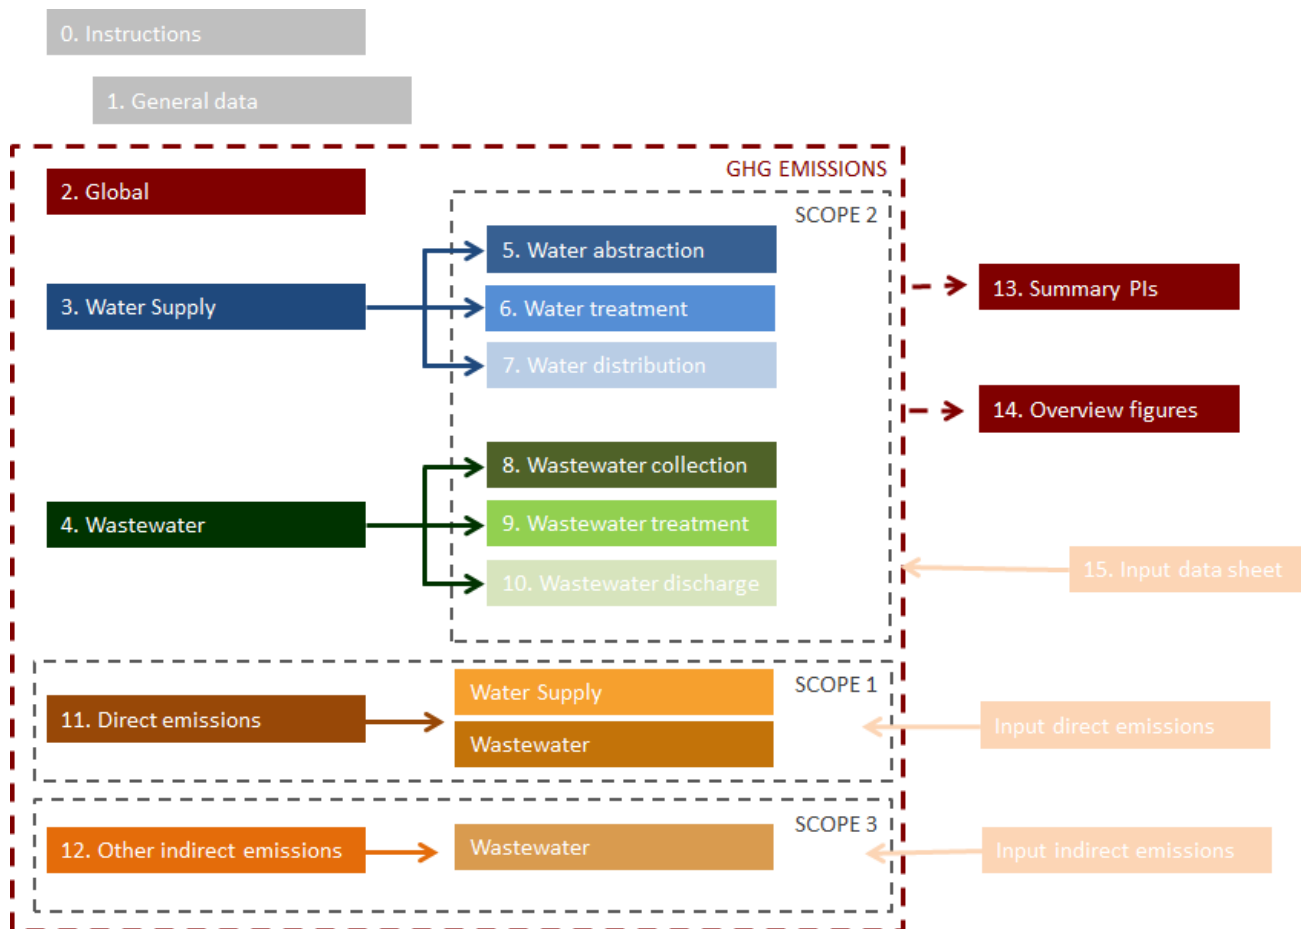 0. Instructions
1. General data
GHG EMISSIONS
2. Global
SCOPE 2
5. Water abstraction
3. Water Supply
6. Water treatment
7. Water distribution
13. Summary PIs
14. Overview figures
8. Wastewater collection
4. Wastewater
9. Wastewater treatment
10. Wastewater discharge
15. Input data sheet
SCOPE 1
11. Direct emissions
Water Supply
Wastewater
Input direct emissions
SCOPE 3
12. Other indirect emissions
Wastewater
Input indirect emissions